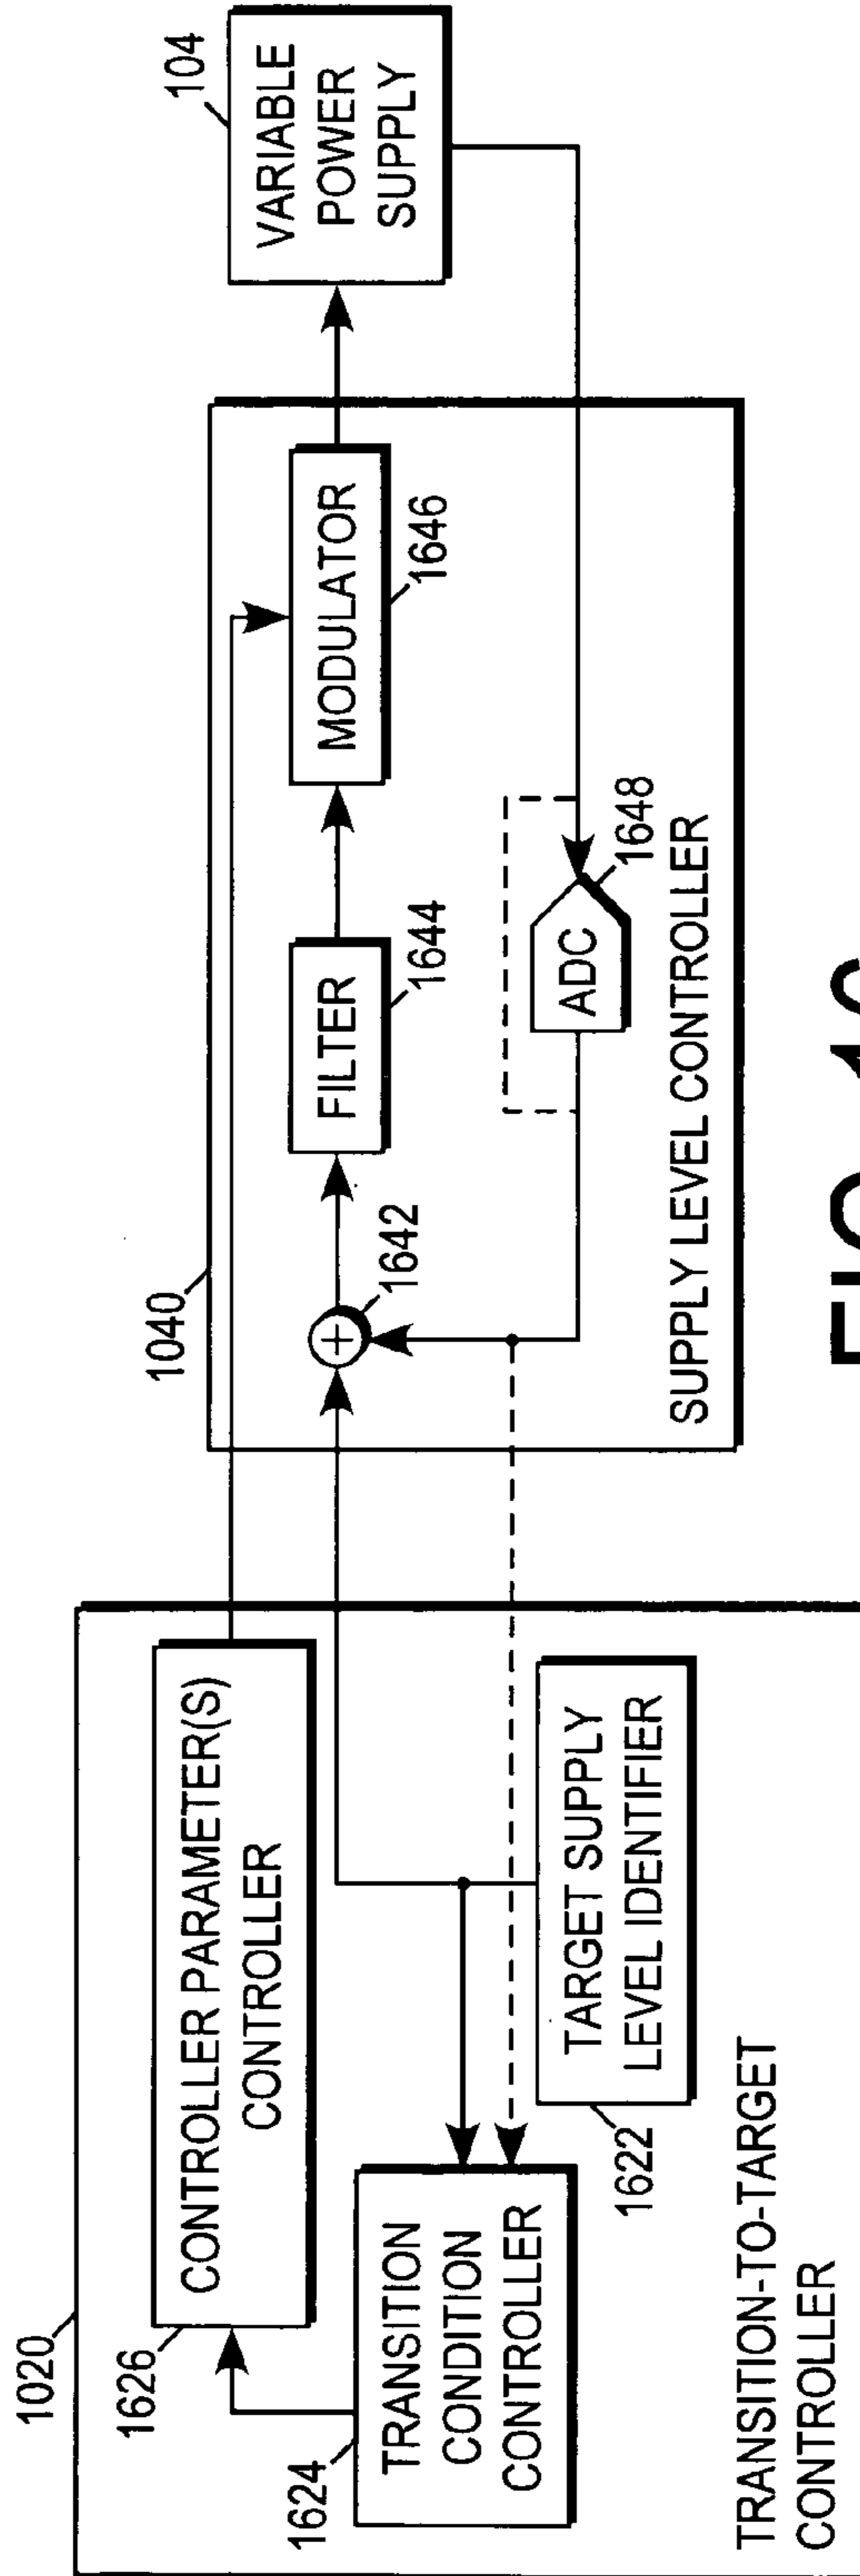 1020
1626
CONTROLLER PARAMETER(S)
CONTROLLER
1624
TRANSITION
CONDITION
CONTROLLER
1622
TARGET SUPPLY
LEVEL IDENTIFIER
TRANSITION-TO-TARGET
CONTROLLER
1040
+
1642
FILTER
1644
MODULATOR
1646
ADC
1648
SUPPLY LEVEL CONTROLLER
104
VARIABLE
POWER
SUPPLY